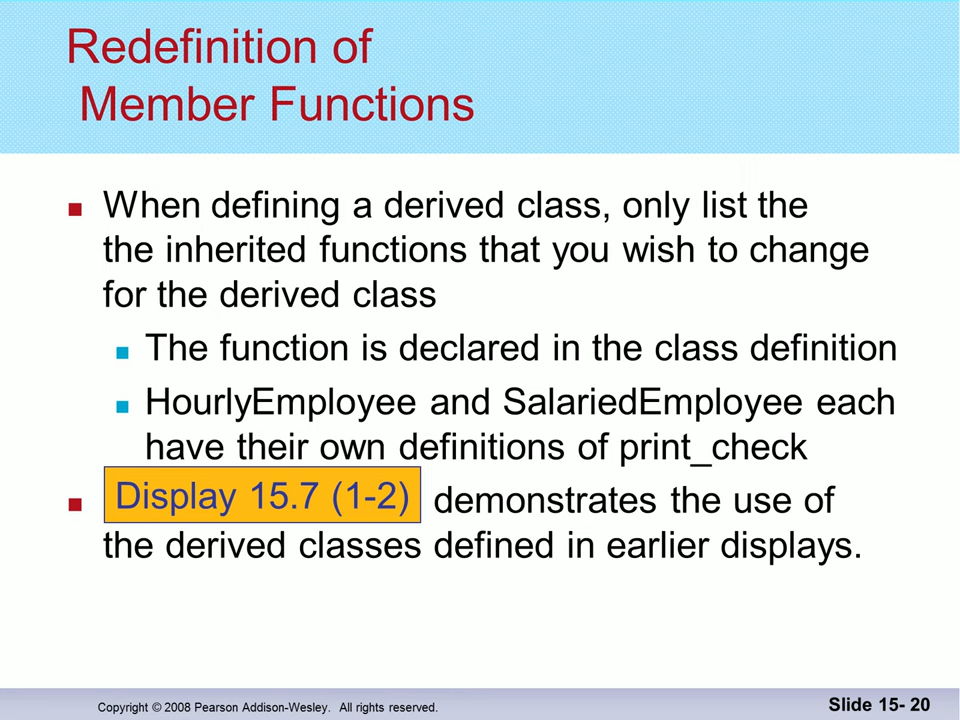 Redefinition of
Member Functions
When defining a derived class, only list the
the inherited functions that you wish to change
for the derived class
The function is declared in the class definition
HourlyEmployee and SalariedEmployee each
have their own definitions of print_check
Display 15.7 (1-2) demonstrates the use of
the derived classes defined in earlier displays.
Copyright © 2008 Pearson Addison-Wesley. All rights reserved.
Slide 15- 20